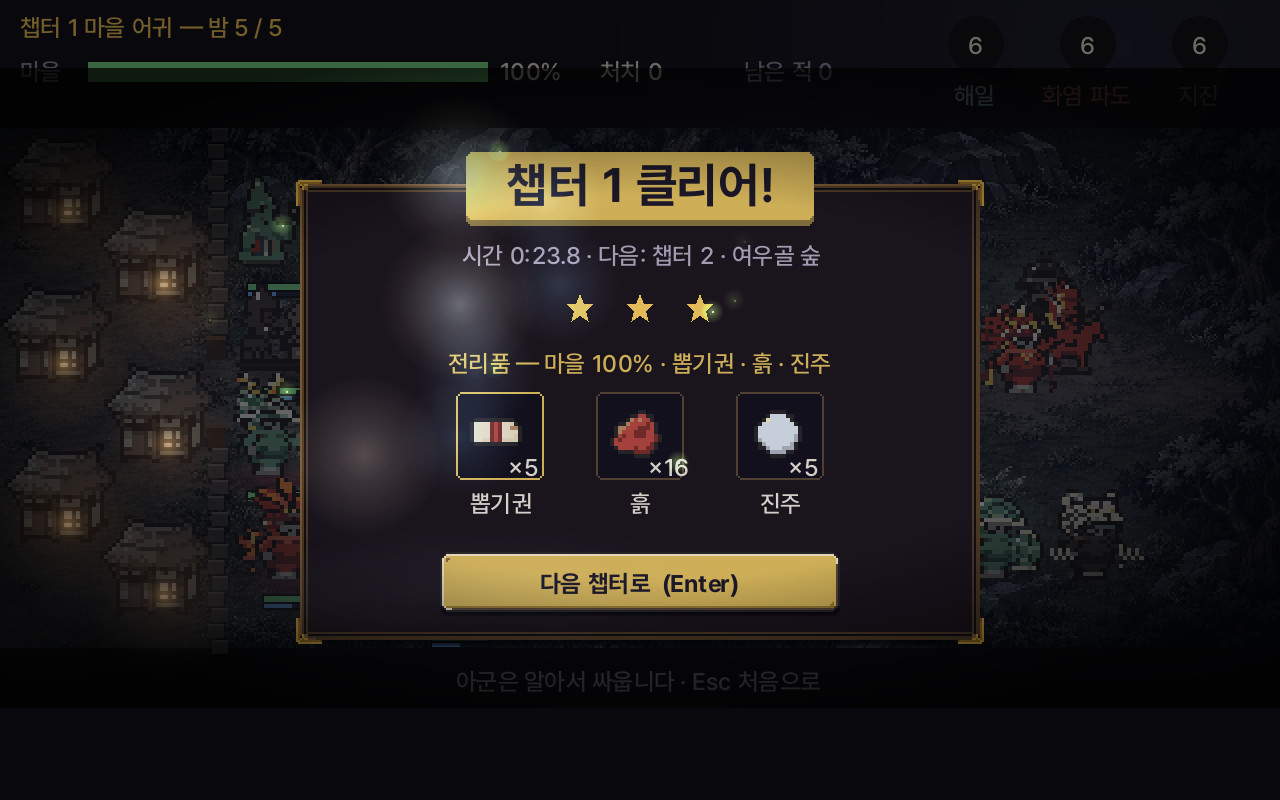 챕터 1 마을 어귀 — 밤 5 / 5
마을 100% 처치 0 남은 적 0
6 6 6
해일 화염 파도 지진
챕터 1 클리어!
시간 0:23.8 · 다음: 챕터 2 · 여우골 숲
전리품 — 마을 100% · 뽑기권 · 흙 · 진주
×5 ×16 ×5
뽑기권 흙 진주
다음 챕터로 (Enter)
아군은 알아서 싸웁니다 · Esc 처음으로